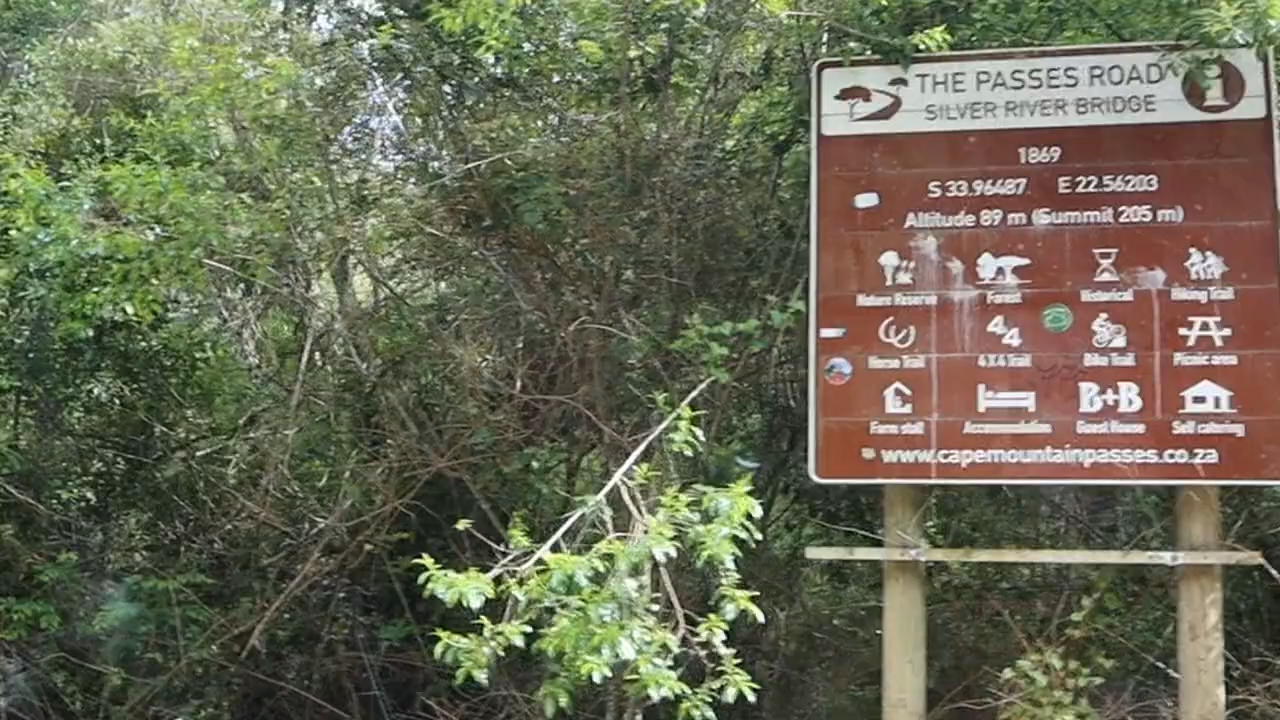 THE PASSES ROAD
SILVER RIVER BRIDGE
1869
S 33.96487 E 22.56203
Altitude 89 m (Summit 205 m)
Nature Reserve Forest Historical Hiking Trail
44
Horse Trail 4X4 Trail Bike Trail Picnic area
B+B
Farm stall Accommodation Guest House Self catering
www.capemountainpasses.co.za